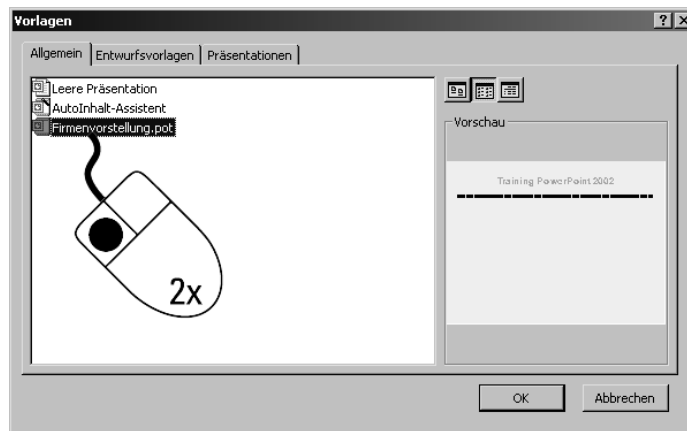 Vorlagen
Allgemein Entwurfsvorlagen Präsentationen
Leere Präsentation
AutoInhalt-Assistent
Firmenvorstellung.pot
2x
Vorschau
Training PowerPoint 2002
OK Abbrechen